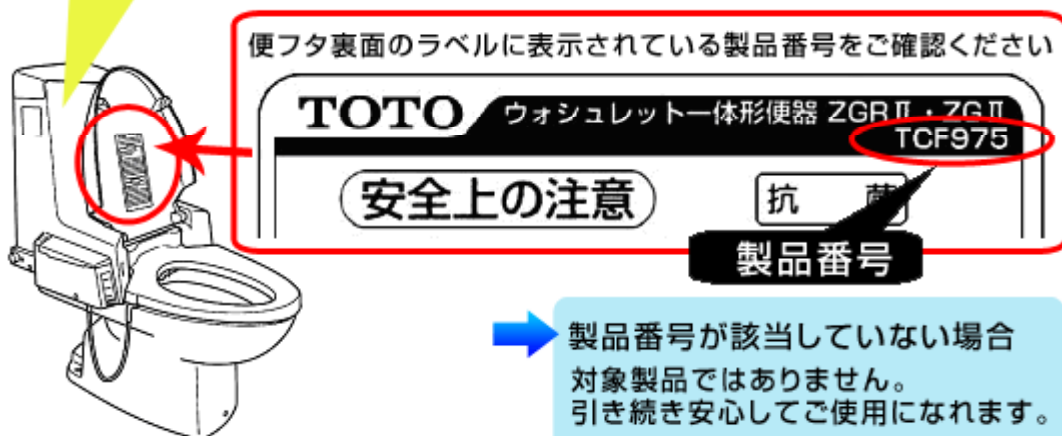 便フタ裏面のラベルに表示されている製品番号をご確認ください
TOTO ウォシュレット一体形便器 ZGRⅡ・ZGⅡ
TCF975
安全上の注意 抗菌
製品番号
製品番号が該当していない場合
対象製品ではありません。
引き続き安心してご使用になれます。